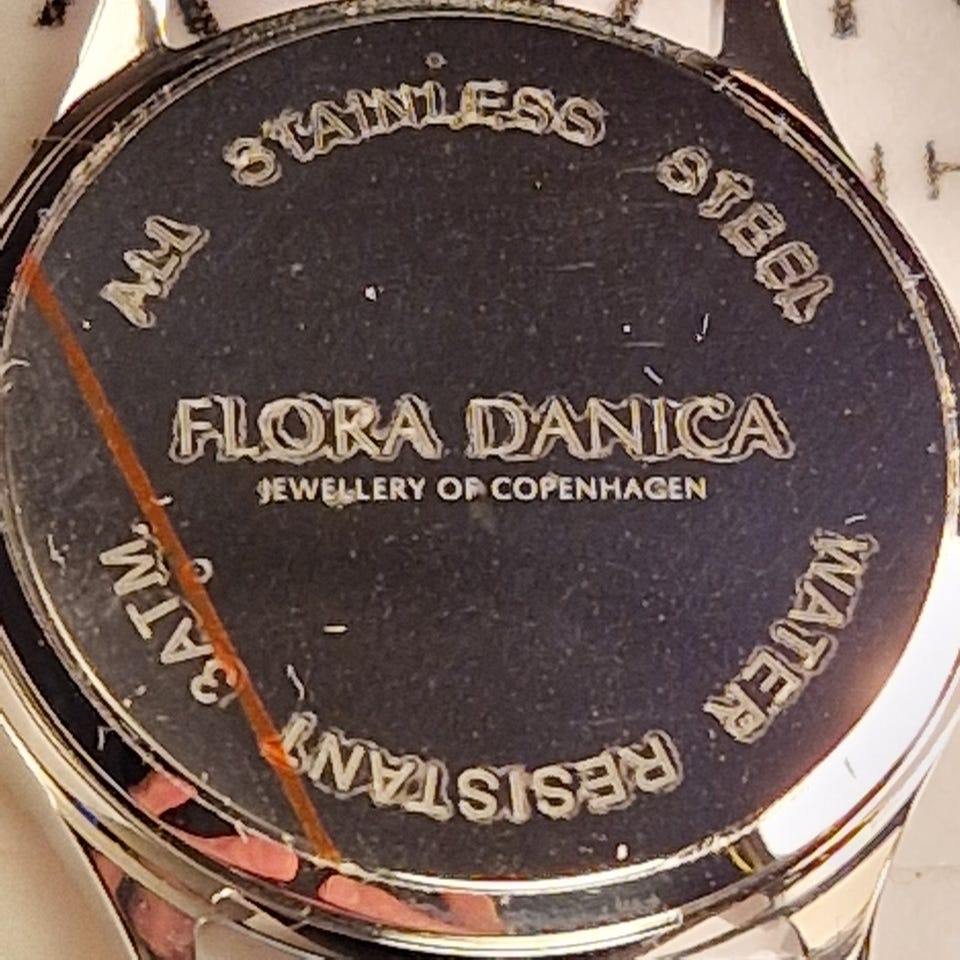 ALL STAINLESS STEEL
FLORA DANICA
JEWELLERY OF COPENHAGEN
WATER RESISTANT 3ATM